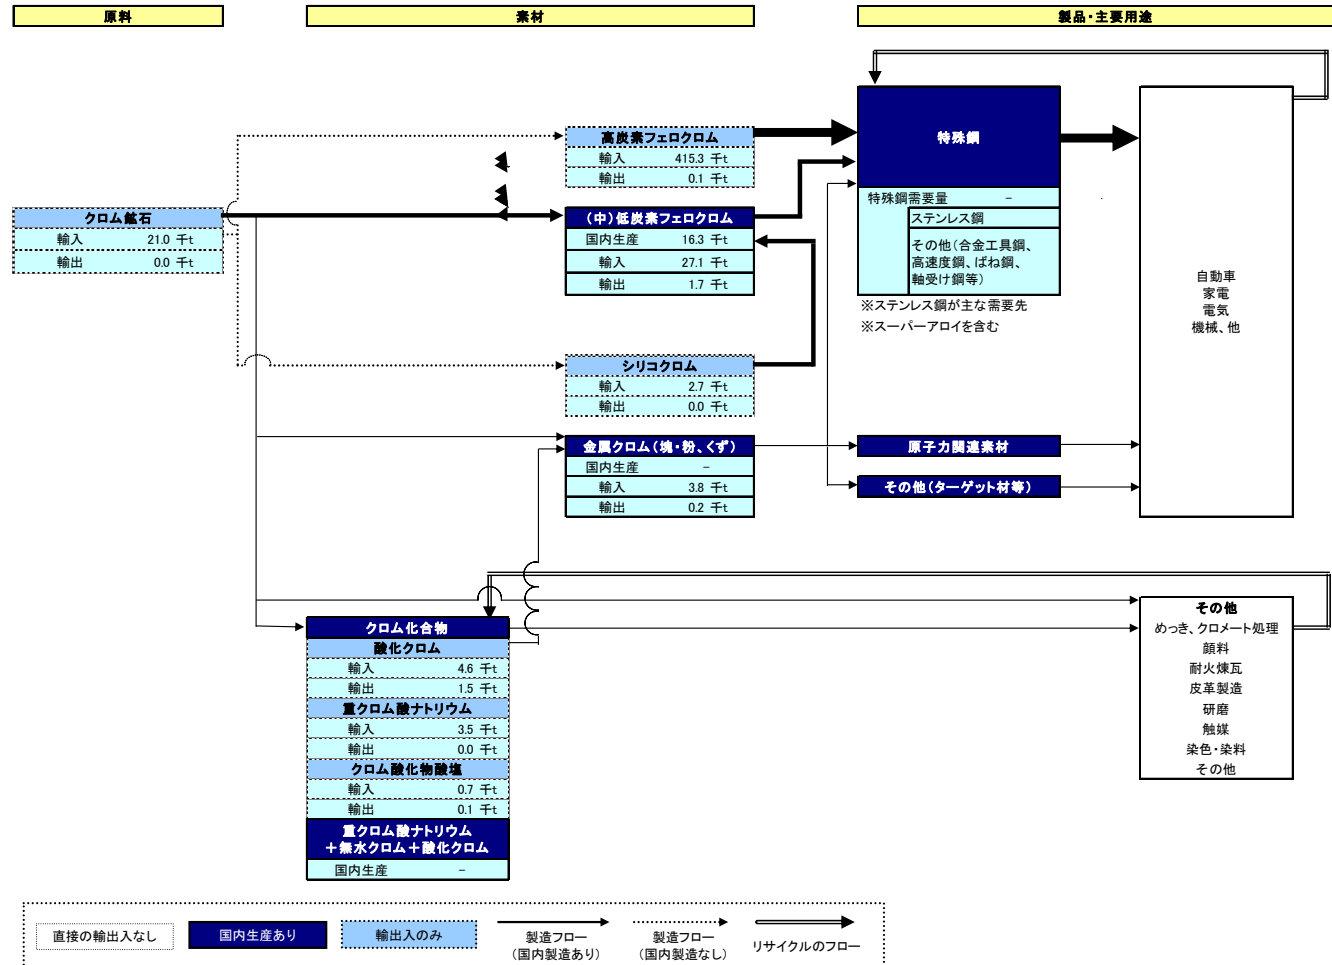 原料
素材
製品・主要用途
クロム鉱石
輸入 21.0 千t
輸出 0.0 千t
高炭素フェロクロム
輸入 415.3 千t
輸出 0.1 千t
(中)低炭素フェロクロム
国内生産 16.3 千t
輸入 27.1 千t
輸出 1.7 千t
シリコクロム
輸入 2.7 千t
輸出 0.0 千t
金属クロム(塊・粉、くず)
国内生産 －
輸入 3.8 千t
輸出 0.2 千t
クロム化合物
酸化クロム
輸入 4.6 千t
輸出 1.5 千t
重クロム酸ナトリウム
輸入 3.5 千t
輸出 0.0 千t
クロム酸化物酸塩
輸入 0.7 千t
輸出 0.1 千t
重クロム酸ナトリウム
＋無水クロム＋酸化クロム
国内生産 －
特殊鋼
特殊鋼需要量 －
ステンレス鋼
その他(合金工具鋼、
高速度鋼、ばね鋼、
軸受け鋼等)
※ステンレス鋼が主な需要先
※スーパーアロイを含む
原子力関連素材
その他(ターゲット材等)
自動車
家電
電気
機械、他
その他
めっき、クロメート処理
顔料
耐火煉瓦
皮革製造
研磨
触媒
染色・染料
その他
直接の輸出入なし
国内生産あり
輸出入のみ
製造フロー
(国内製造あり)
製造フロー
(国内製造なし)
リサイクルのフロー